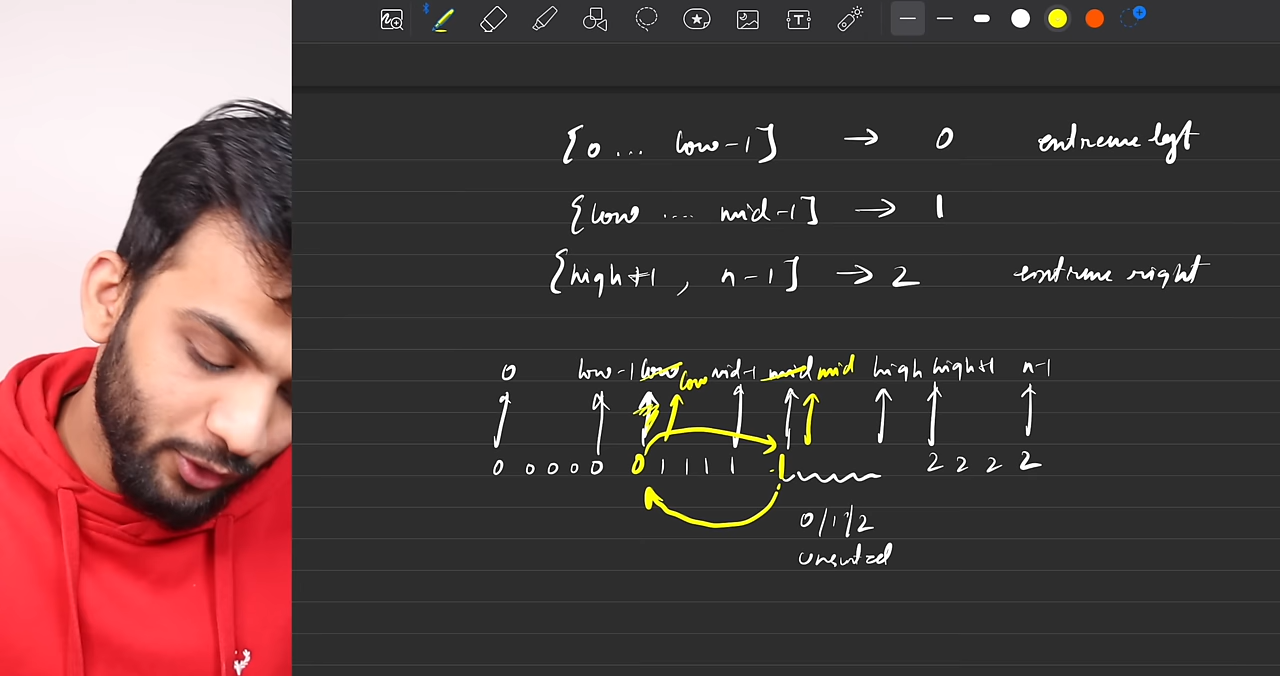 [0 ... low-1] → 0 extreme left
[low .... mid-1] → 1
[high+1, n-1] → 2 extreme right
0 low-1 low low mid-1 mid mid high high+1 n-1
0 0 0 0 0 0 1 1 1 1 1 2 2 2 2
0/1/2
unsorted